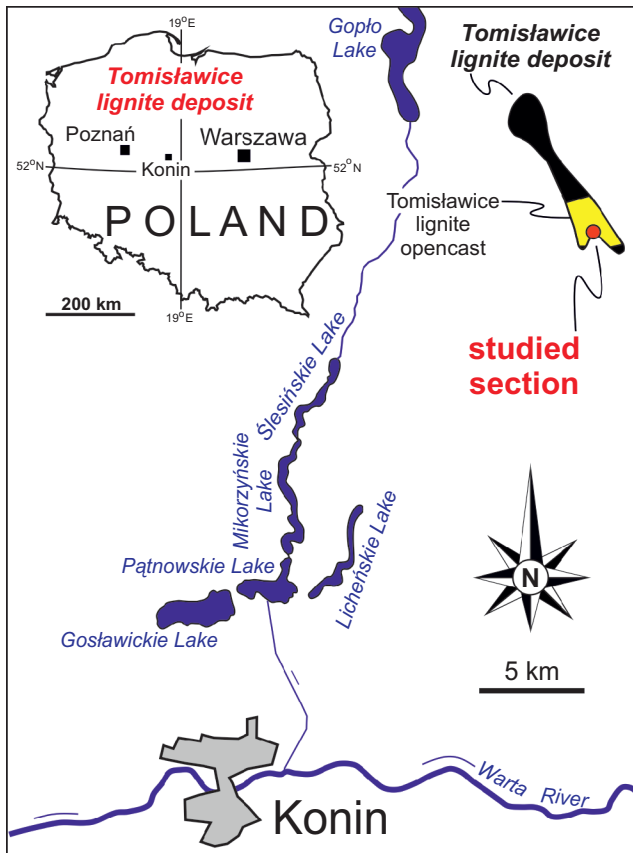 19°E
Tomisławice
lignite deposit
Poznań
Warszawa
52°N
Konin
52°N
POLAND
200 km
19°E
Gopło
Lake
Tomisławice
lignite deposit
Tomisławice
lignite
opencast
studied
section
Ślesińskie Lake
Mikorzyńskie
Lake
Licheńskie Lake
Pątnowskie Lake
Gosławickie Lake
N
5 km
Warta River
Konin